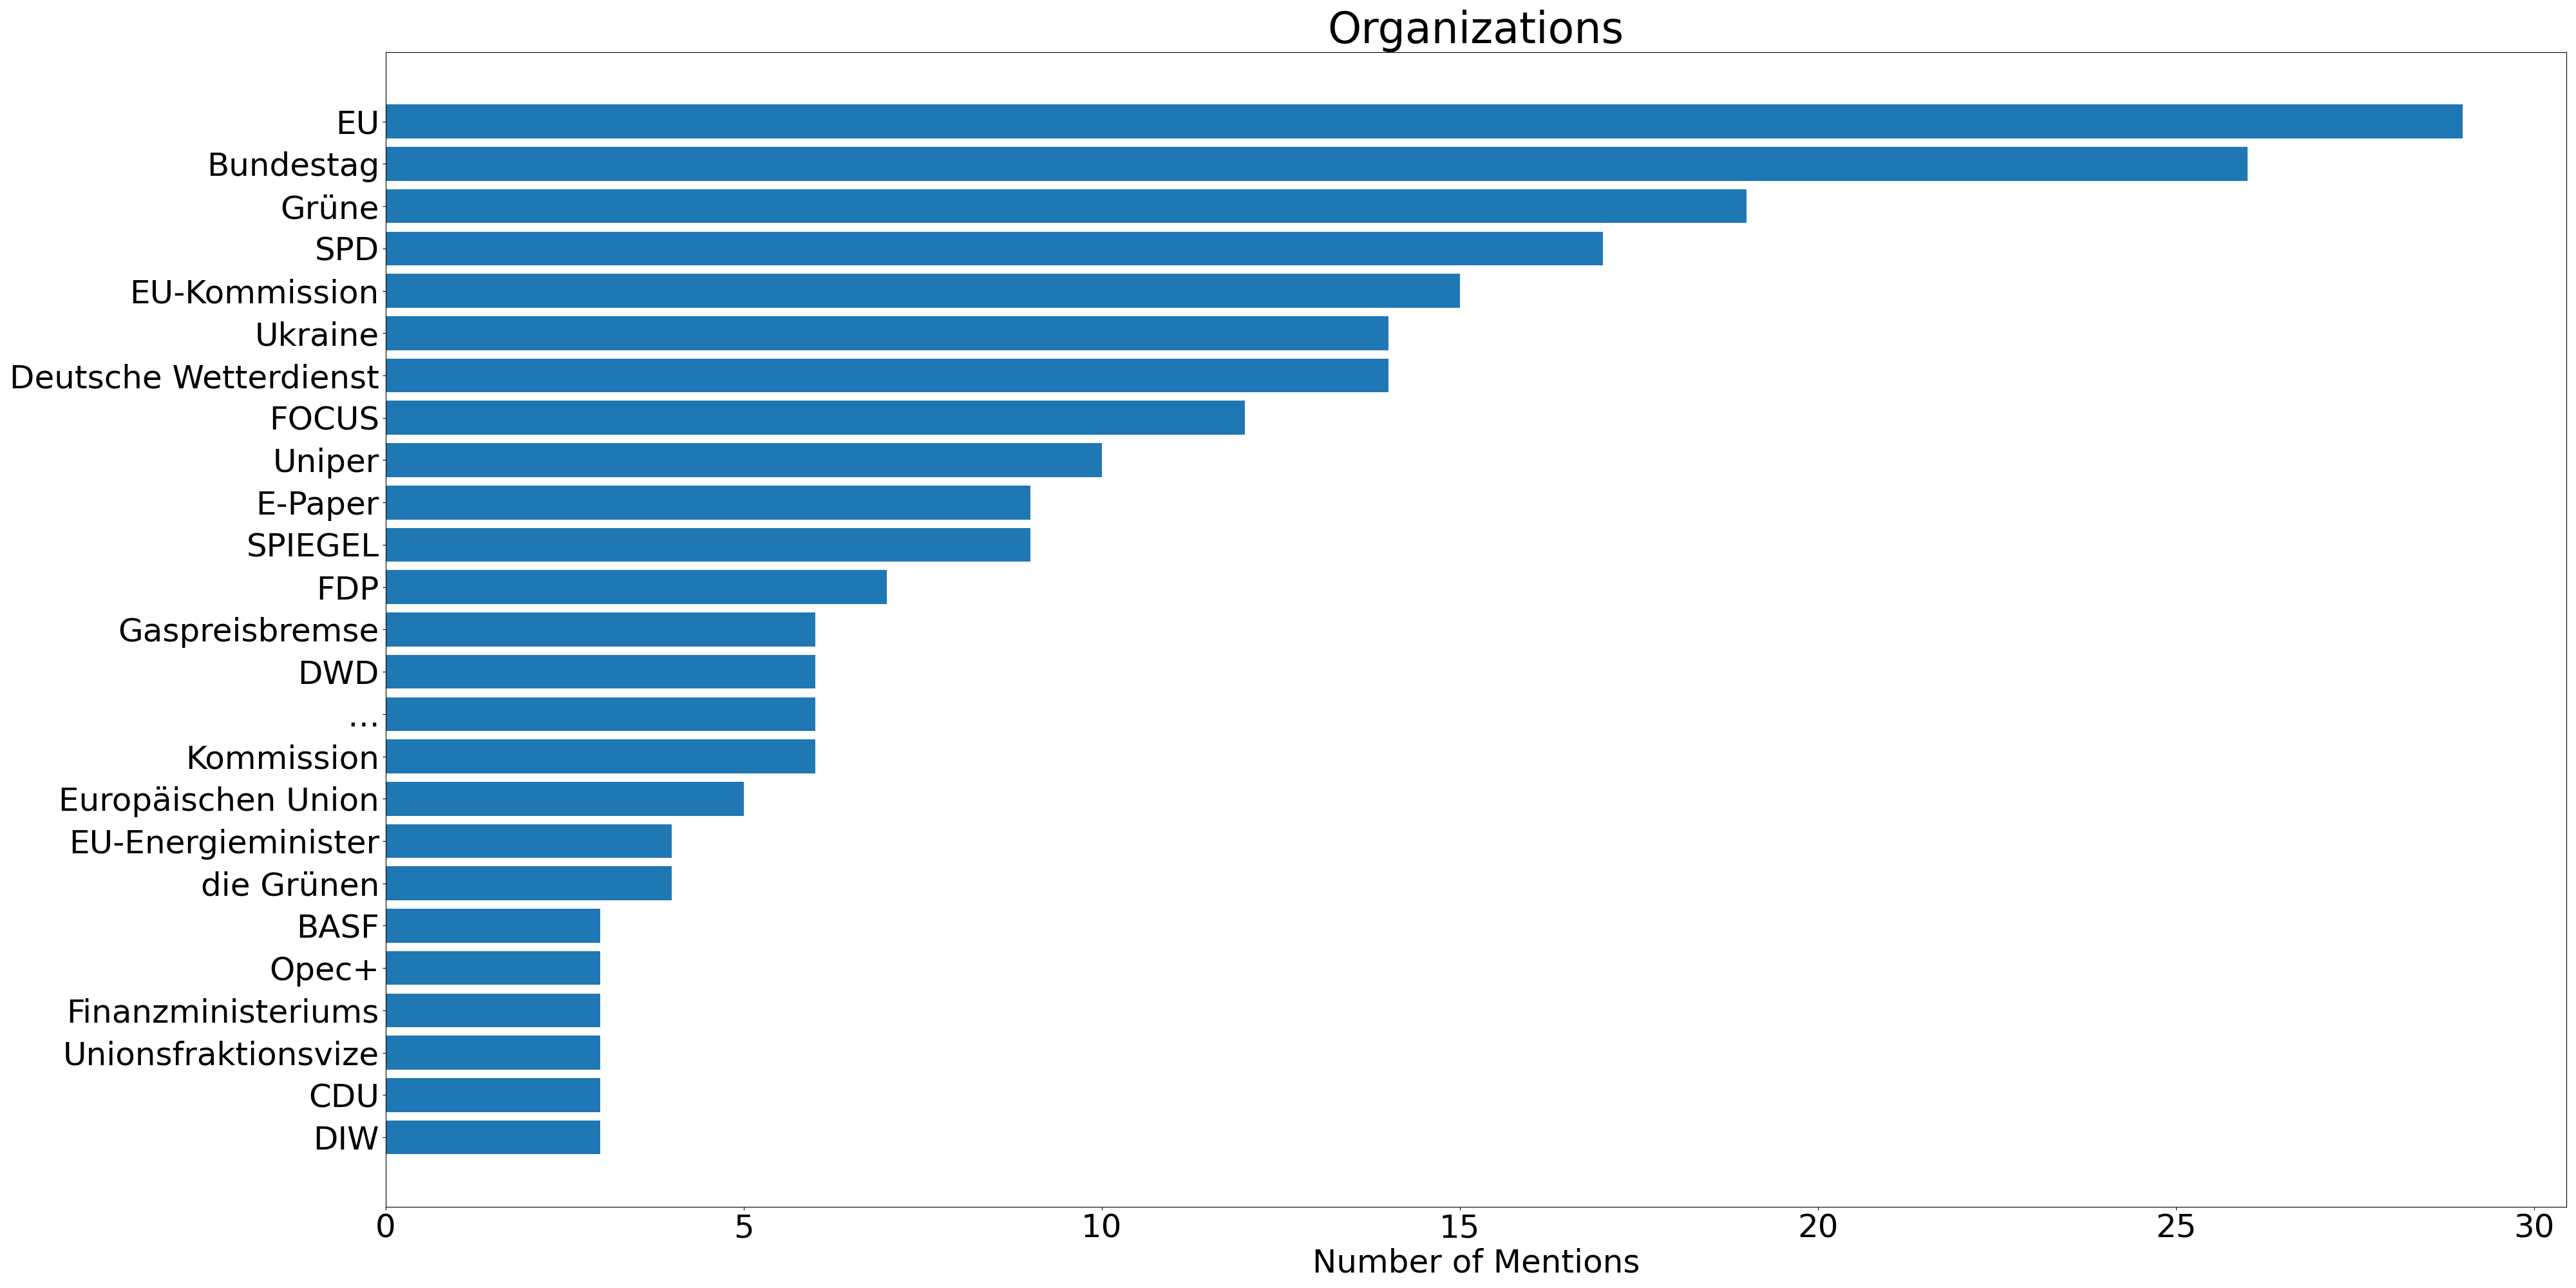 Organizations
EU
Bundestag
Grüne
SPD
EU-Kommission
Ukraine
Deutsche Wetterdienst
FOCUS
Uniper
E-Paper
SPIEGEL
FDP
Gaspreisbremse
DWD
...
Kommission
Europäischen Union
EU-Energieminister
die Grünen
BASF
Opec+
Finanzministeriums
Unionsfraktionsvize
CDU
DIW
0 5 10 15 20 25 30
Number of Mentions